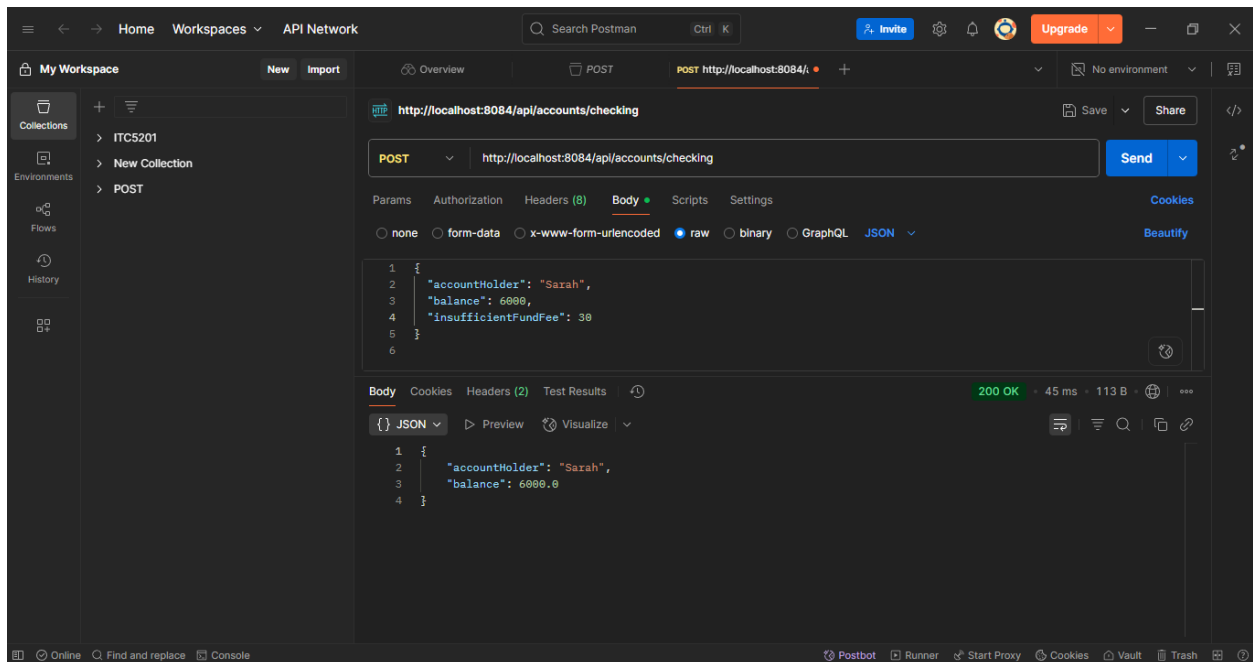 Home Workspaces API Network Search Postman Ctrl K Invite Upgrade
My Workspace New Import Overview POST POST http://localhost:8084/ No environment
Collections
Environments
Flows
History
ITC5201
New Collection
POST
HTTP http://localhost:8084/api/accounts/checking Save Share
POST http://localhost:8084/api/accounts/checking Send
Params Authorization Headers (8) Body Scripts Settings Cookies
none form-data x-www-form-urlencoded raw binary GraphQL JSON Beautify
1 {
2 "accountHolder": "Sarah",
3 "balance": 6000,
4 "insufficientFundFee": 30
5 }
6
Body Cookies Headers (2) Test Results 200 OK 45 ms 113 B
{} JSON Preview Visualize
1 {
2 "accountHolder": "Sarah",
3 "balance": 6000.0
4 }
Online Find and replace Console Postbot Runner Start Proxy Cookies Vault Trash